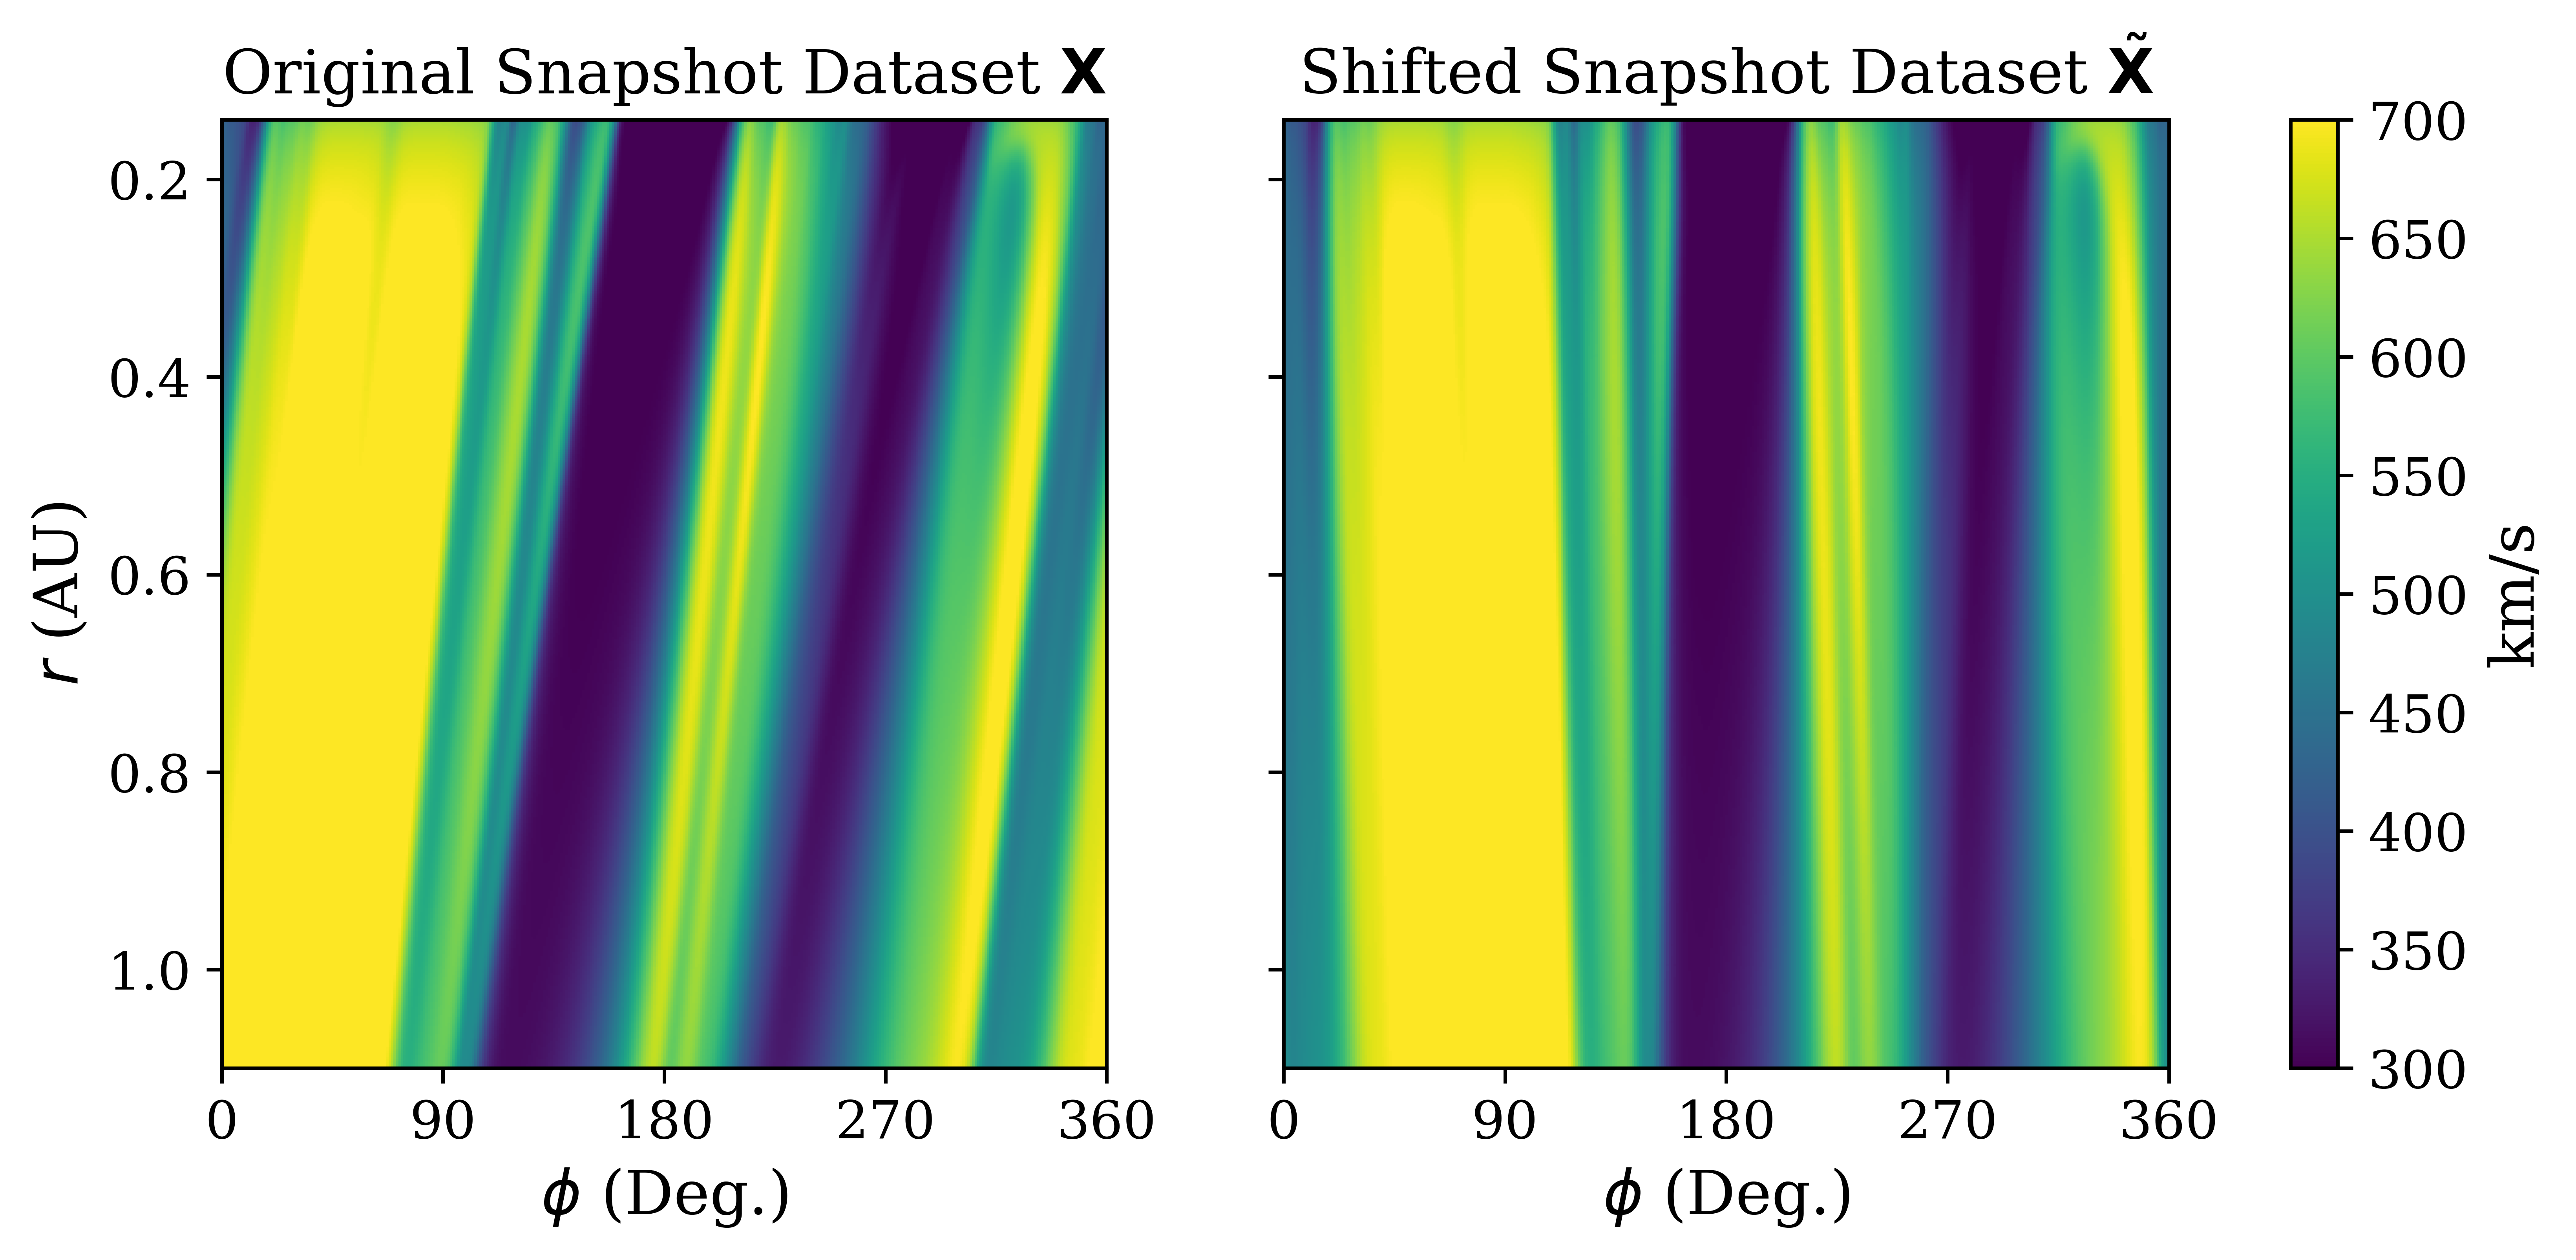 Original Snapshot Dataset X
Shifted Snapshot Dataset X̃
0.2
0.4
0.6
0.8
1.0
r (AU)
0 90 180 270 360
ϕ (Deg.)
0 90 180 270 360
ϕ (Deg.)
700
650
600
550
500
450
400
350
300
km/s